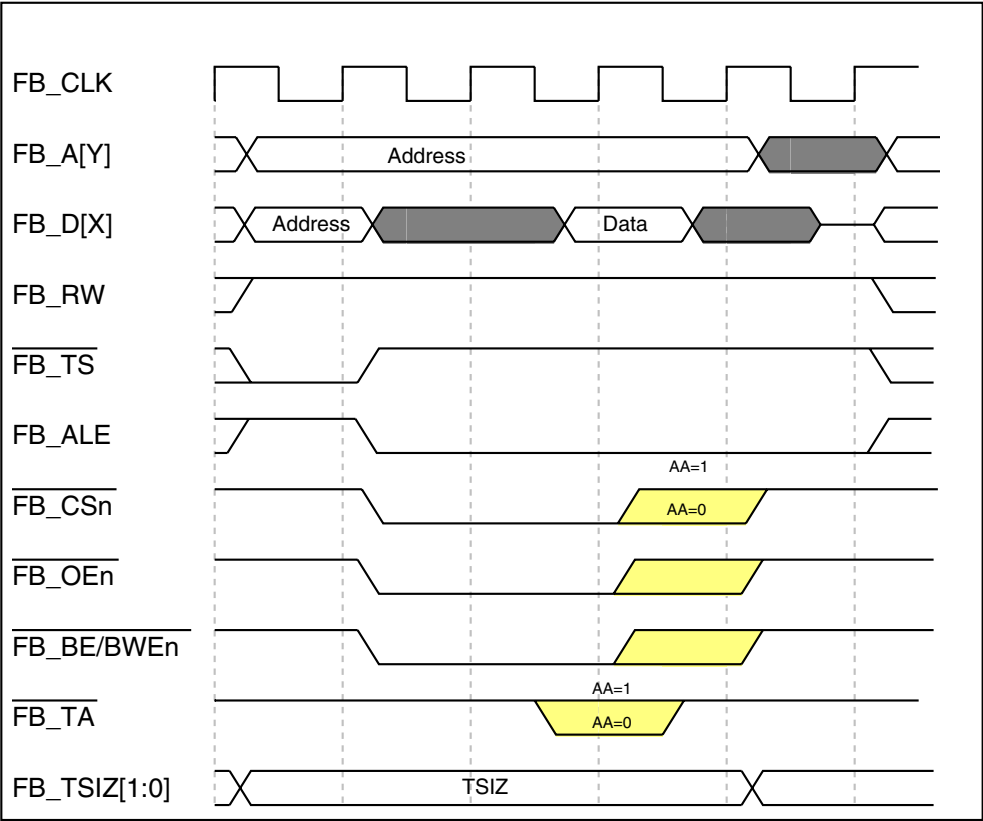 FB_CLK
FB_A[Y]
Address
FB_D[X]
Address
Data
FB_RW
FB_TS
FB_ALE
AA=1
FB_CSn
AA=0
FB_OEn
FB_BE/BWEn
AA=1
FB_TA
AA=0
FB_TSIZ[1:0]
TSIZ